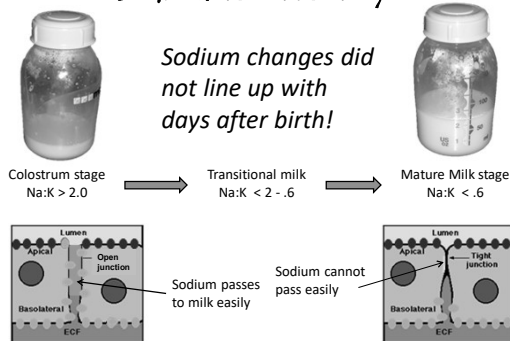 Sodium changes did
not line up with
days after birth!
Colostrum stage
Na:K > 2.0
Transitional milk
Na:K < 2 - .6
Mature Milk stage
Na:K < .6
Lumen
Apical
Open
junction
Basolateral
ECF
Sodium passes
to milk easily
Sodium cannot
pass easily
Lumen
Apical
Tight
junction
Basolateral
ECF
100
50